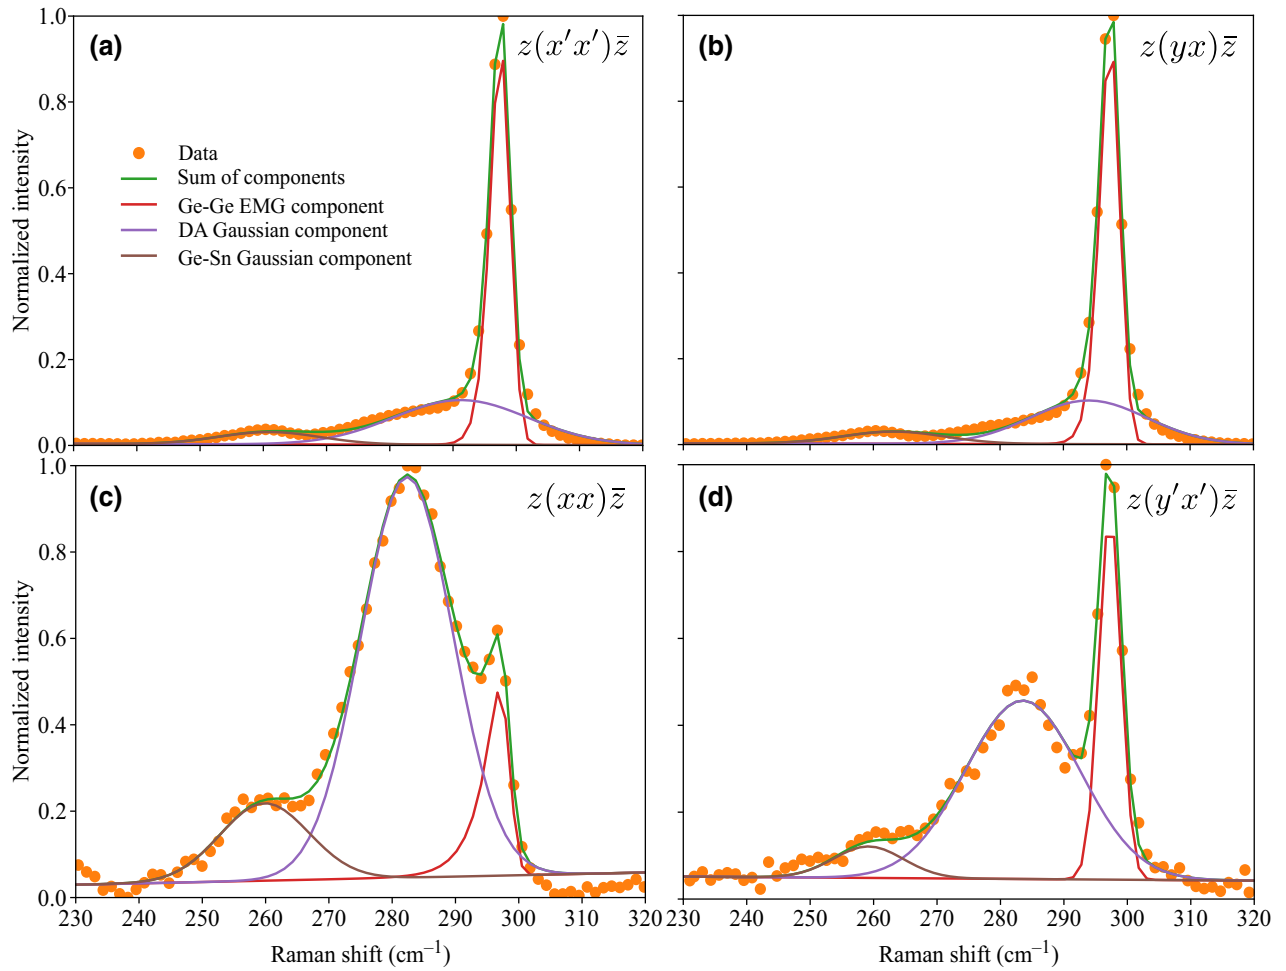 (a)
z(x′x′)z̄
Normalized intensity
1.0
0.8
0.6
0.4
0.2
0.0
Data
Sum of components
Ge-Ge EMG component
DA Gaussian component
Ge-Sn Gaussian component
(b)
z(yx)z̄
(c)
z(xx)z̄
Normalized intensity
1.0
0.8
0.6
0.4
0.2
0.0
230 240 250 260 270 280 290 300 310 320
Raman shift (cm⁻¹)
(d)
z(y′x′)z̄
230 240 250 260 270 280 290 300 310 320
Raman shift (cm⁻¹)